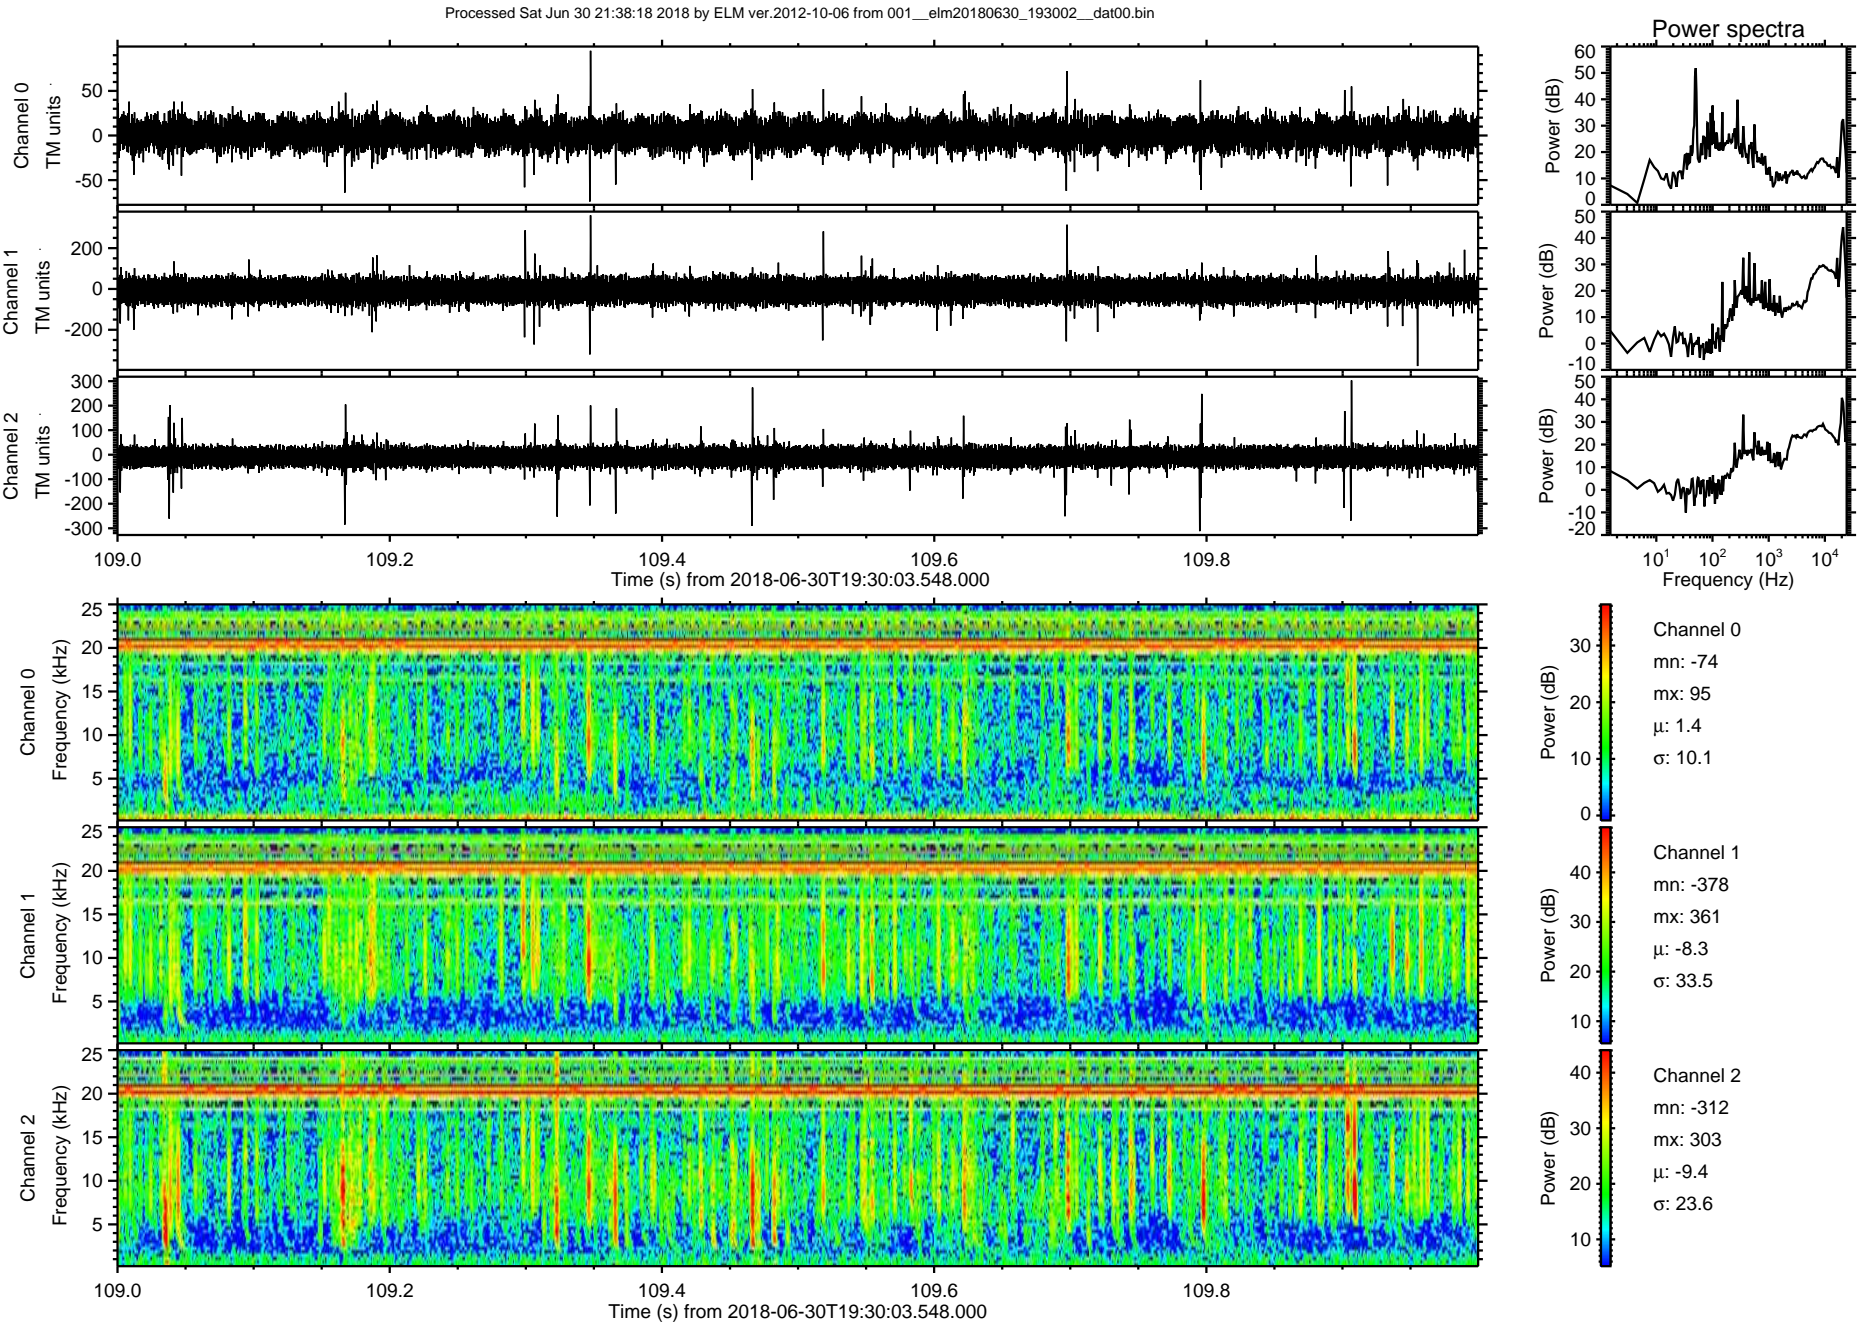 Processed Sat Jun 30 21:38:18 2018 by ELM ver.2012-10-06 from 001__elm20180630_193002__dat00.bin
Power spectra
Channel 0
TM units
50
0
-50
Power (dB)
60
50
40
30
20
10
0
Channel 1
TM units
200
0
-200
Power (dB)
50
40
30
20
10
0
-10
Channel 2
TM units
300
200
100
0
-100
-200
-300
Power (dB)
50
40
30
20
10
0
-10
-20
109.0 109.2 109.4 109.6 109.8
Time (s) from 2018-06-30T19:30:03.548.000
10¹ 10² 10³ 10⁴
Frequency (Hz)
Channel 0
Frequency (kHz)
25
20
15
10
5
Power (dB)
30
20
10
0
Channel 0
mn: -74
mx: 95
μ: 1.4
σ: 10.1
Channel 1
Frequency (kHz)
25
20
15
10
5
Power (dB)
40
30
20
10
Channel 1
mn: -378
mx: 361
μ: -8.3
σ: 33.5
Channel 2
Frequency (kHz)
25
20
15
10
5
Power (dB)
40
30
20
10
Channel 2
mn: -312
mx: 303
μ: -9.4
σ: 23.6
109.0 109.2 109.4 109.6 109.8
Time (s) from 2018-06-30T19:30:03.548.000